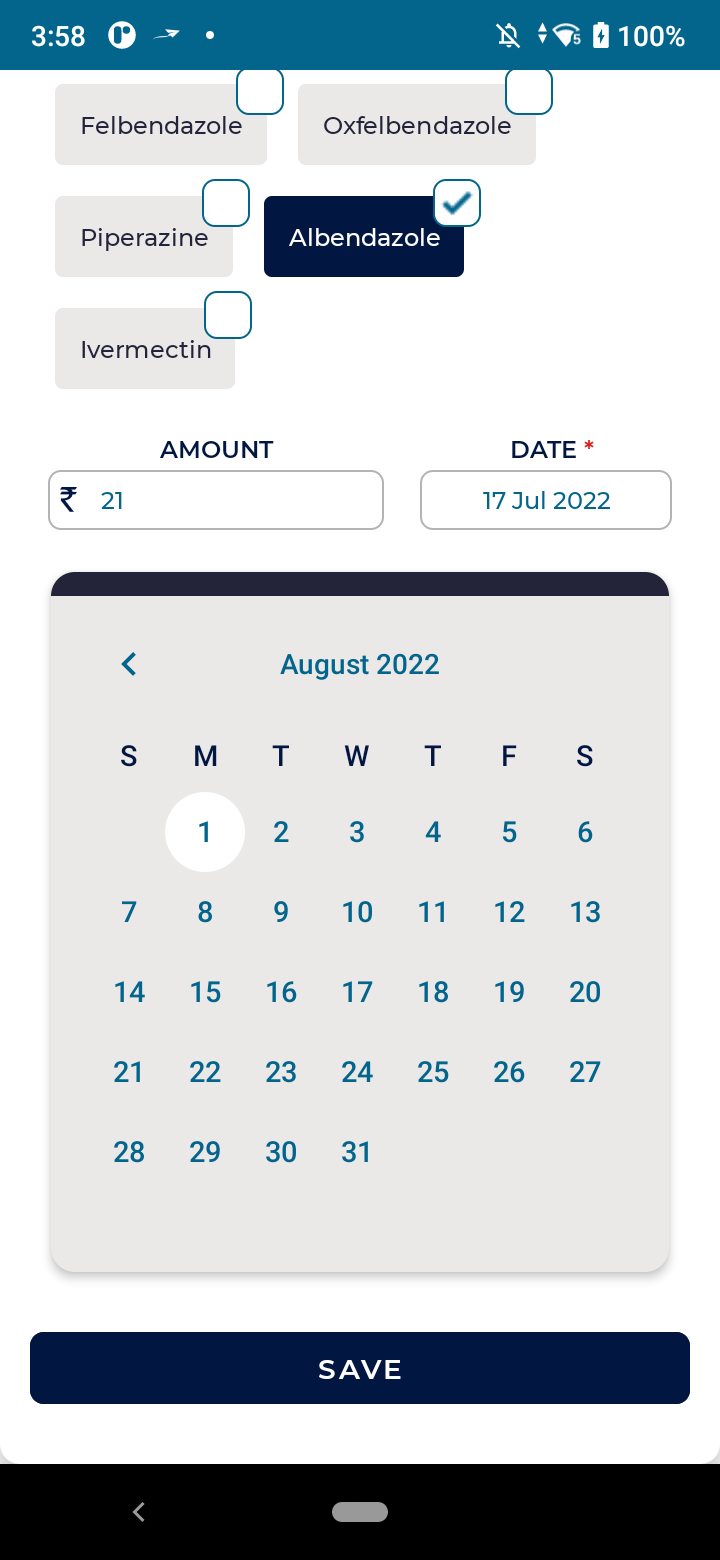 3:58 100%
Felbendazole Oxfelbendazole
Piperazine Albendazole
Ivermectin
AMOUNT DATE *
₹ 21 17 Jul 2022
August 2022
S M T W T F S
1 2 3 4 5 6
7 8 9 10 11 12 13
14 15 16 17 18 19 20
21 22 23 24 25 26 27
28 29 30 31
SAVE